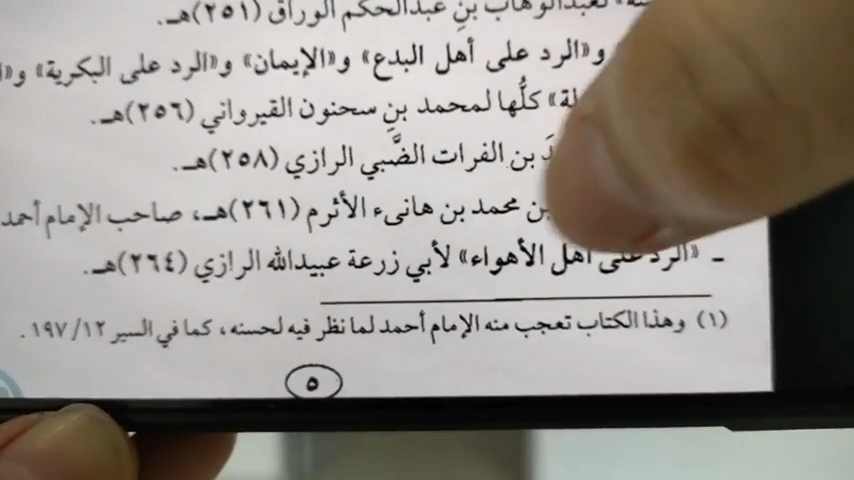 لعبدالوهاب بنِ عبدالحكم الوراق (٢٥١)هـ.
و«الرد على أهل البدع» و«الإيمان» و«الرد على البكرية»
كلُّها لمحمد بنِ سحنون القيرواني (٢٥٦)هـ.
بن الفرات الضَّبي الرازي (٢٥٨)هـ.
بن محمد بن هانىء الأثرم (٢٦١)هـ، صاحب الإمام أحمد
ـ «الرد على أهل الأهواء» لأبي زرعة عبيدالله الرازي (٢٦٤)هـ.
(١) وهذا الكتاب تعجب منه الإمام أحمد لما نظر فيه لحسنه، كما في السير ١٩٧/١٢.
٥